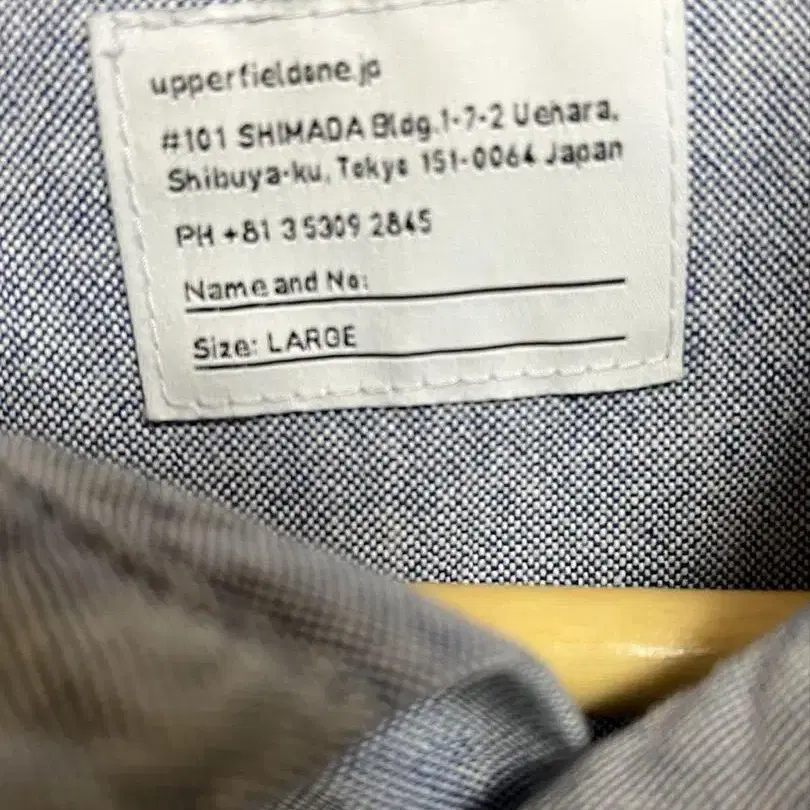 upperfieldone.jp
#101 SHIMADA Bldg.1-7-2 Uehara,
Shibuya-ku, Tokyo 151-0064 Japan
PH +81 3 5309 2845
Name and No:
Size: LARGE